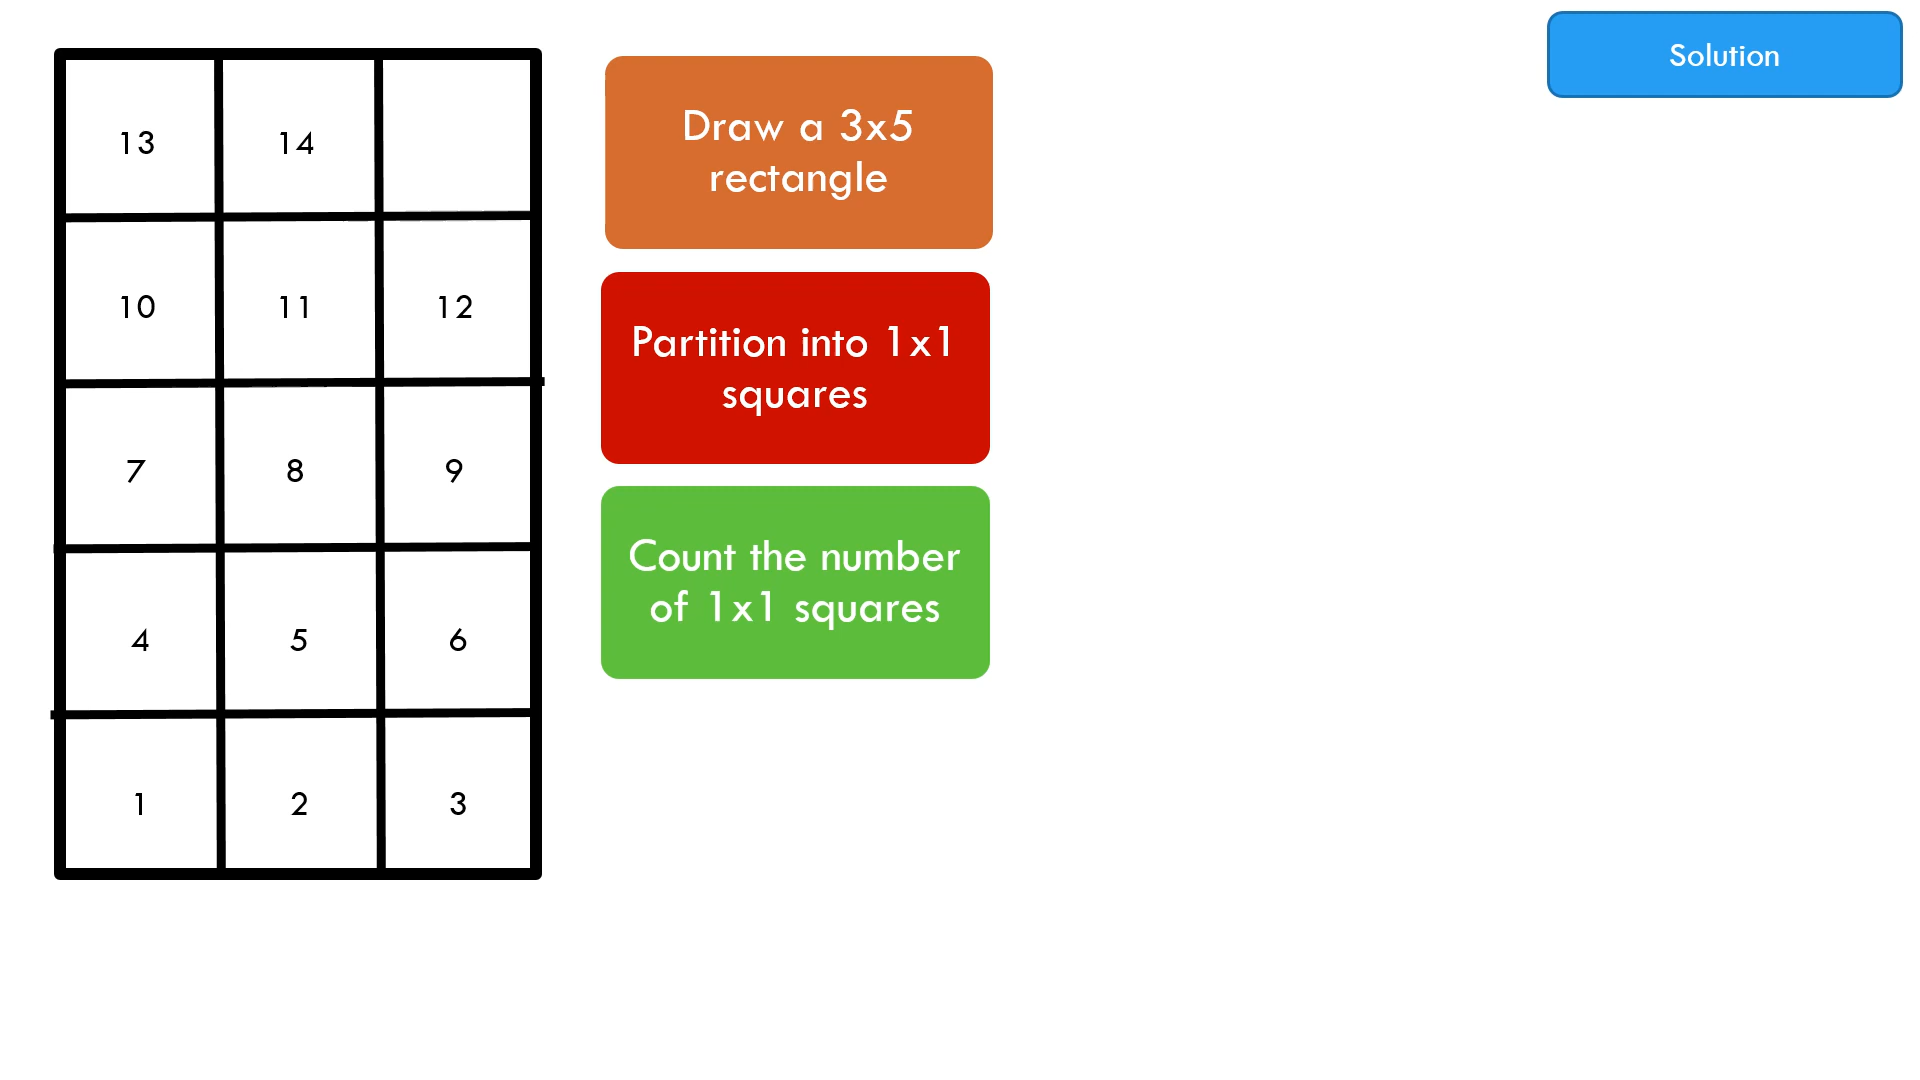 13 14
10 11 12
7 8 9
4 5 6
1 2 3
Draw a 3x5
rectangle
Partition into 1x1
squares
Count the number
of 1x1 squares
Solution